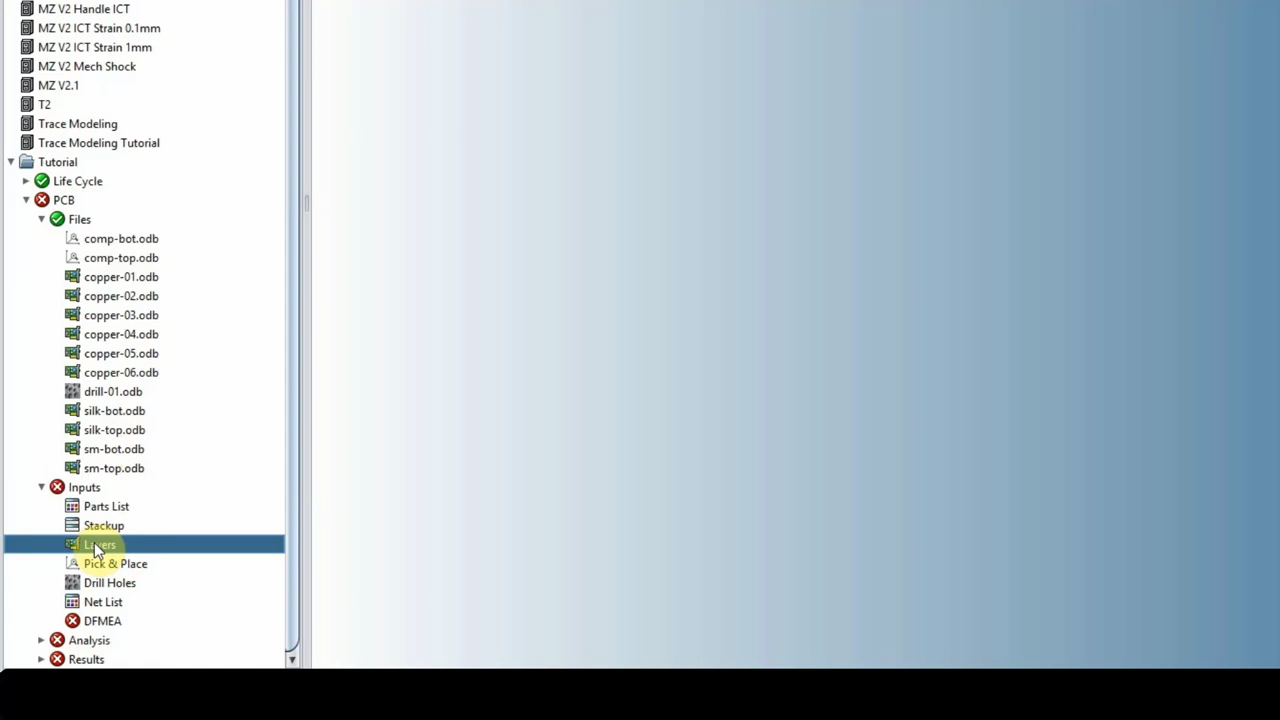 MZ V2 Handle ICT
MZ V2 ICT Strain 0.1mm
MZ V2 ICT Strain 1mm
MZ V2 Mech Shock
MZ V2.1
T2
Trace Modeling
Trace Modeling Tutorial
Tutorial
Life Cycle
PCB
Files
comp-bot.odb
comp-top.odb
copper-01.odb
copper-02.odb
copper-03.odb
copper-04.odb
copper-05.odb
copper-06.odb
drill-01.odb
silk-bot.odb
silk-top.odb
sm-bot.odb
sm-top.odb
Inputs
Parts List
Stackup
Layers
Pick & Place
Drill Holes
Net List
DFMEA
Analysis
Results